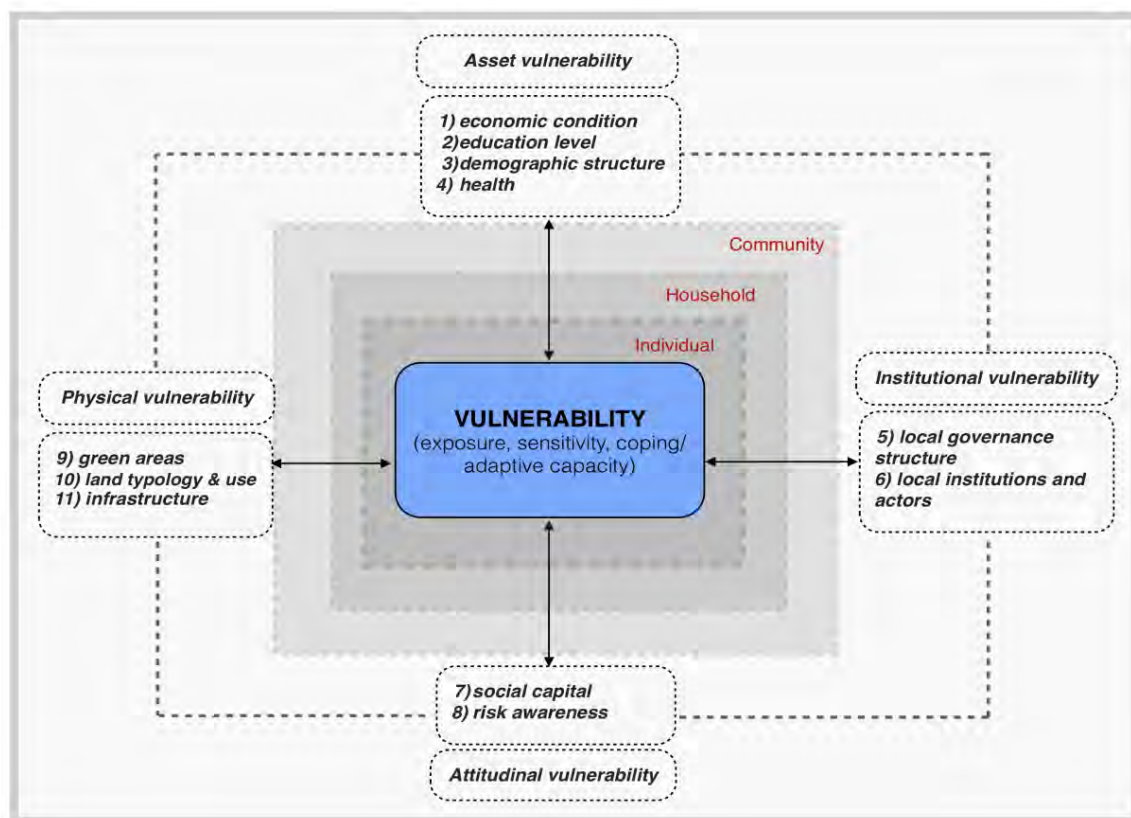 Asset vulnerability
1) economic condition
2)education level
3)demographic structure
4) health
Community
Household
Individual
Physical vulnerability
9) green areas
10) land typology & use
11) infrastructure
VULNERABILITY
(exposure, sensitivity, coping/
adaptive capacity)
Institutional vulnerability
5) local governance
structure
6) local institutions and
actors
7)social capital
8) risk awareness
Attitudinal vulnerability